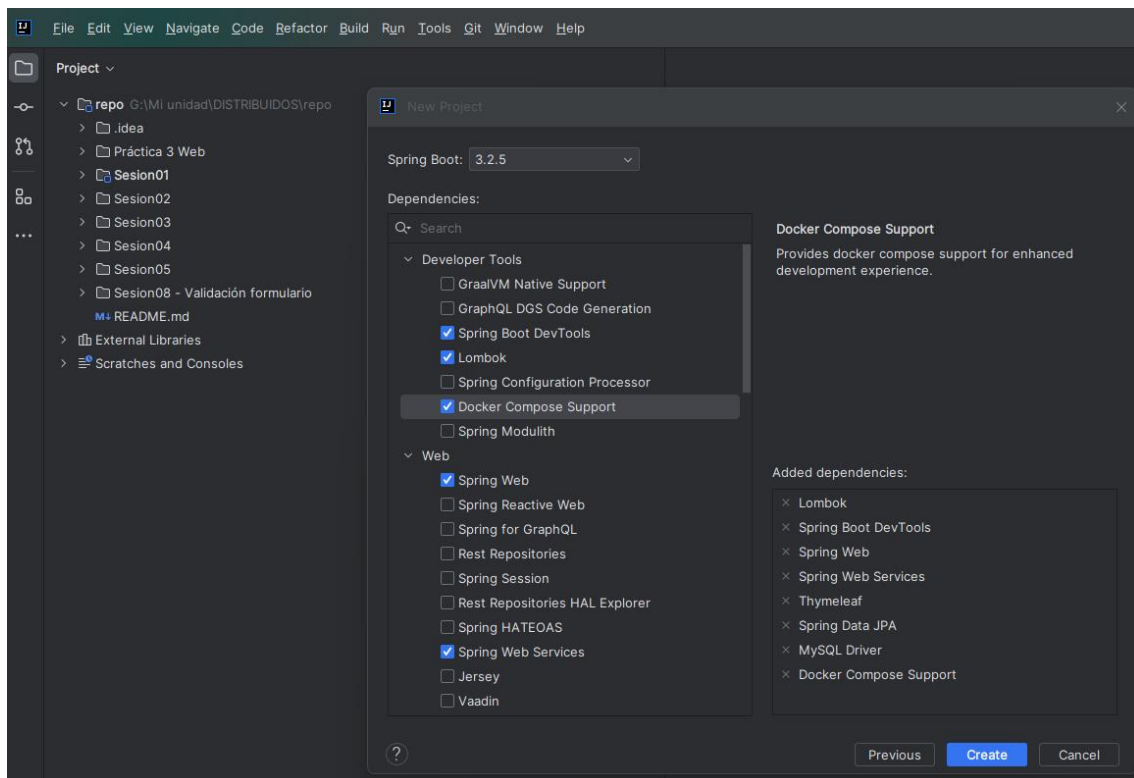 File Edit View Navigate Code Refactor Build Run Tools Git Window Help
Project
repo G:\Mi unidad\DISTRIBUIDOS\repo
.idea
Práctica 3 Web
Sesion01
Sesion02
Sesion03
Sesion04
Sesion05
Sesion08 - Validación formulario
M↓ README.md
External Libraries
Scratches and Consoles
New Project
Spring Boot: 3.2.5
Dependencies:
Search
Developer Tools
GraalVM Native Support
GraphQL DGS Code Generation
Spring Boot DevTools
Lombok
Spring Configuration Processor
Docker Compose Support
Spring Modulith
Web
Spring Web
Spring Reactive Web
Spring for GraphQL
Rest Repositories
Spring Session
Rest Repositories HAL Explorer
Spring HATEOAS
Spring Web Services
Jersey
Vaadin
Docker Compose Support
Provides docker compose support for enhanced
development experience.
Added dependencies:
Lombok
Spring Boot DevTools
Spring Web
Spring Web Services
Thymeleaf
Spring Data JPA
MySQL Driver
Docker Compose Support
? Previous Create Cancel